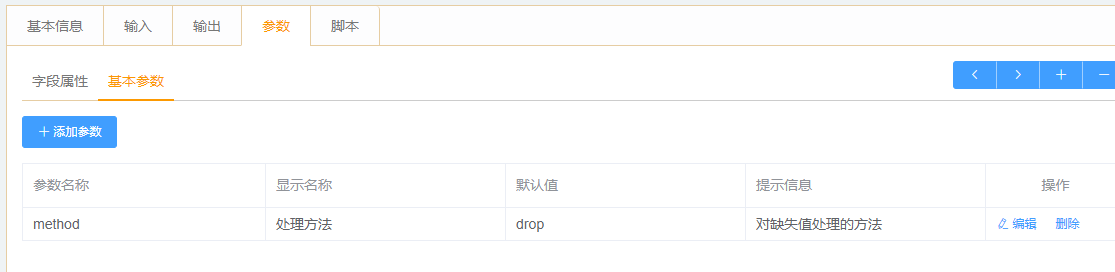 基本信息 输入 输出 参数 脚本
字段属性 基本参数
添加参数
参数名称 显示名称 默认值 提示信息 操作
method 处理方法 drop 对缺失值处理的方法 编辑 删除